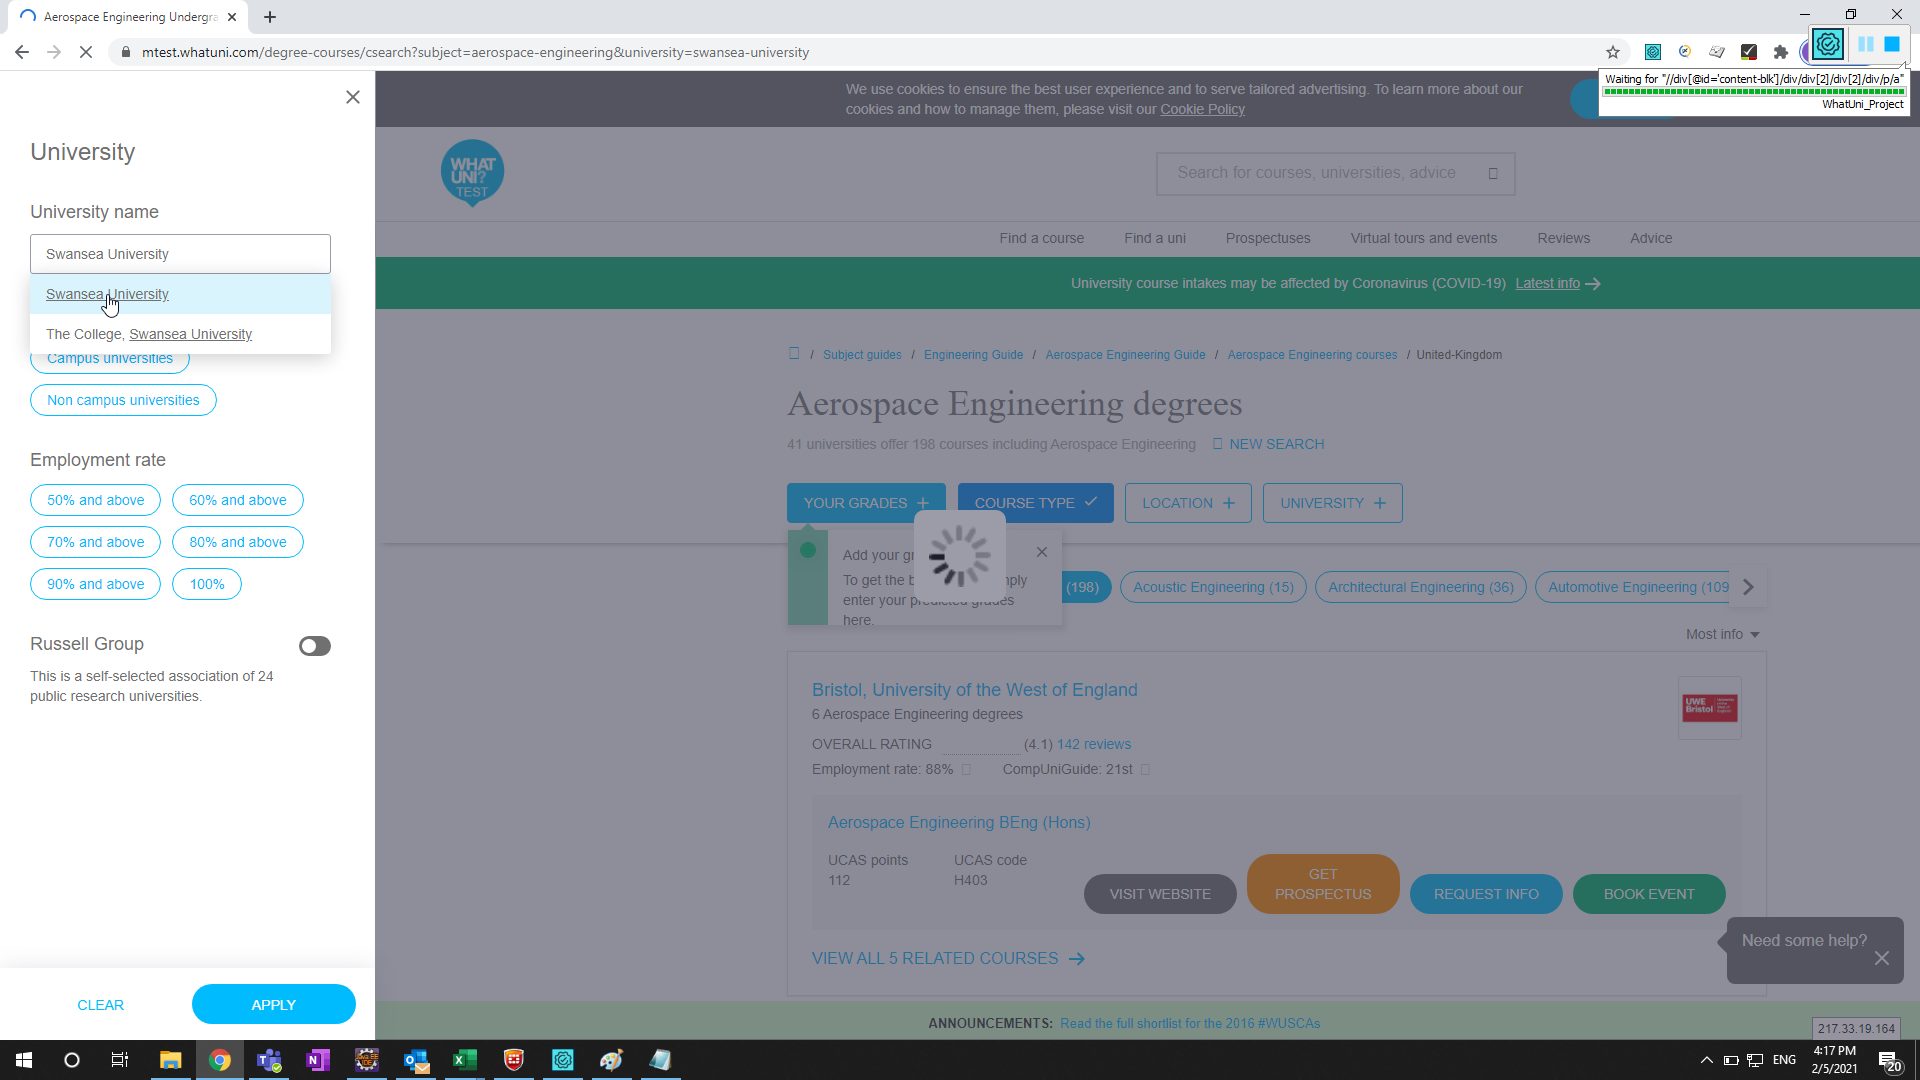 Aerospace Engineering Undergra
mtest.whatuni.com/degree-courses/csearch?subject=aerospace-engineering&university=swansea-university
Waiting for "//div[@id='content-blk']/div/div[2]/div[2]/div/p/a"
WhatUni_Project
We use cookies to ensure the best user experience and to serve tailored advertising. To learn more about our
cookies and how to manage them, please visit our Cookie Policy
University
University name
Swansea University
Swansea University
The College, Swansea University
Campus universities
Non campus universities
Employment rate
50% and above
60% and above
70% and above
80% and above
90% and above
100%
Russell Group
This is a self-selected association of 24
public research universities.
CLEAR
APPLY
WHAT
UNI?
TEST
Search for courses, universities, advice
Find a course
Find a uni
Prospectuses
Virtual tours and events
Reviews
Advice
University course intakes may be affected by Coronavirus (COVID-19) Latest info
/ Subject guides / Engineering Guide / Aerospace Engineering Guide / Aerospace Engineering courses / United-Kingdom
Aerospace Engineering degrees
41 universities offer 198 courses including Aerospace Engineering
NEW SEARCH
YOUR GRADES
COURSE TYPE
LOCATION
UNIVERSITY
Add your gr
To get the b
mply
enter your predicted grades
here.
(198)
Acoustic Engineering (15)
Architectural Engineering (36)
Automotive Engineering (109
Most info
Bristol, University of the West of England
6 Aerospace Engineering degrees
OVERALL RATING
(4.1) 142 reviews
Employment rate: 88%
CompUniGuide: 21st
UWE
Bristol
Aerospace Engineering BEng (Hons)
UCAS points
112
UCAS code
H403
VISIT WEBSITE
GET
PROSPECTUS
REQUEST INFO
BOOK EVENT
VIEW ALL 5 RELATED COURSES
Need some help?
ANNOUNCEMENTS: Read the full shortlist for the 2016 #WUSCAs
217.33.19.164
ENG
4:17 PM
2/5/2021
20